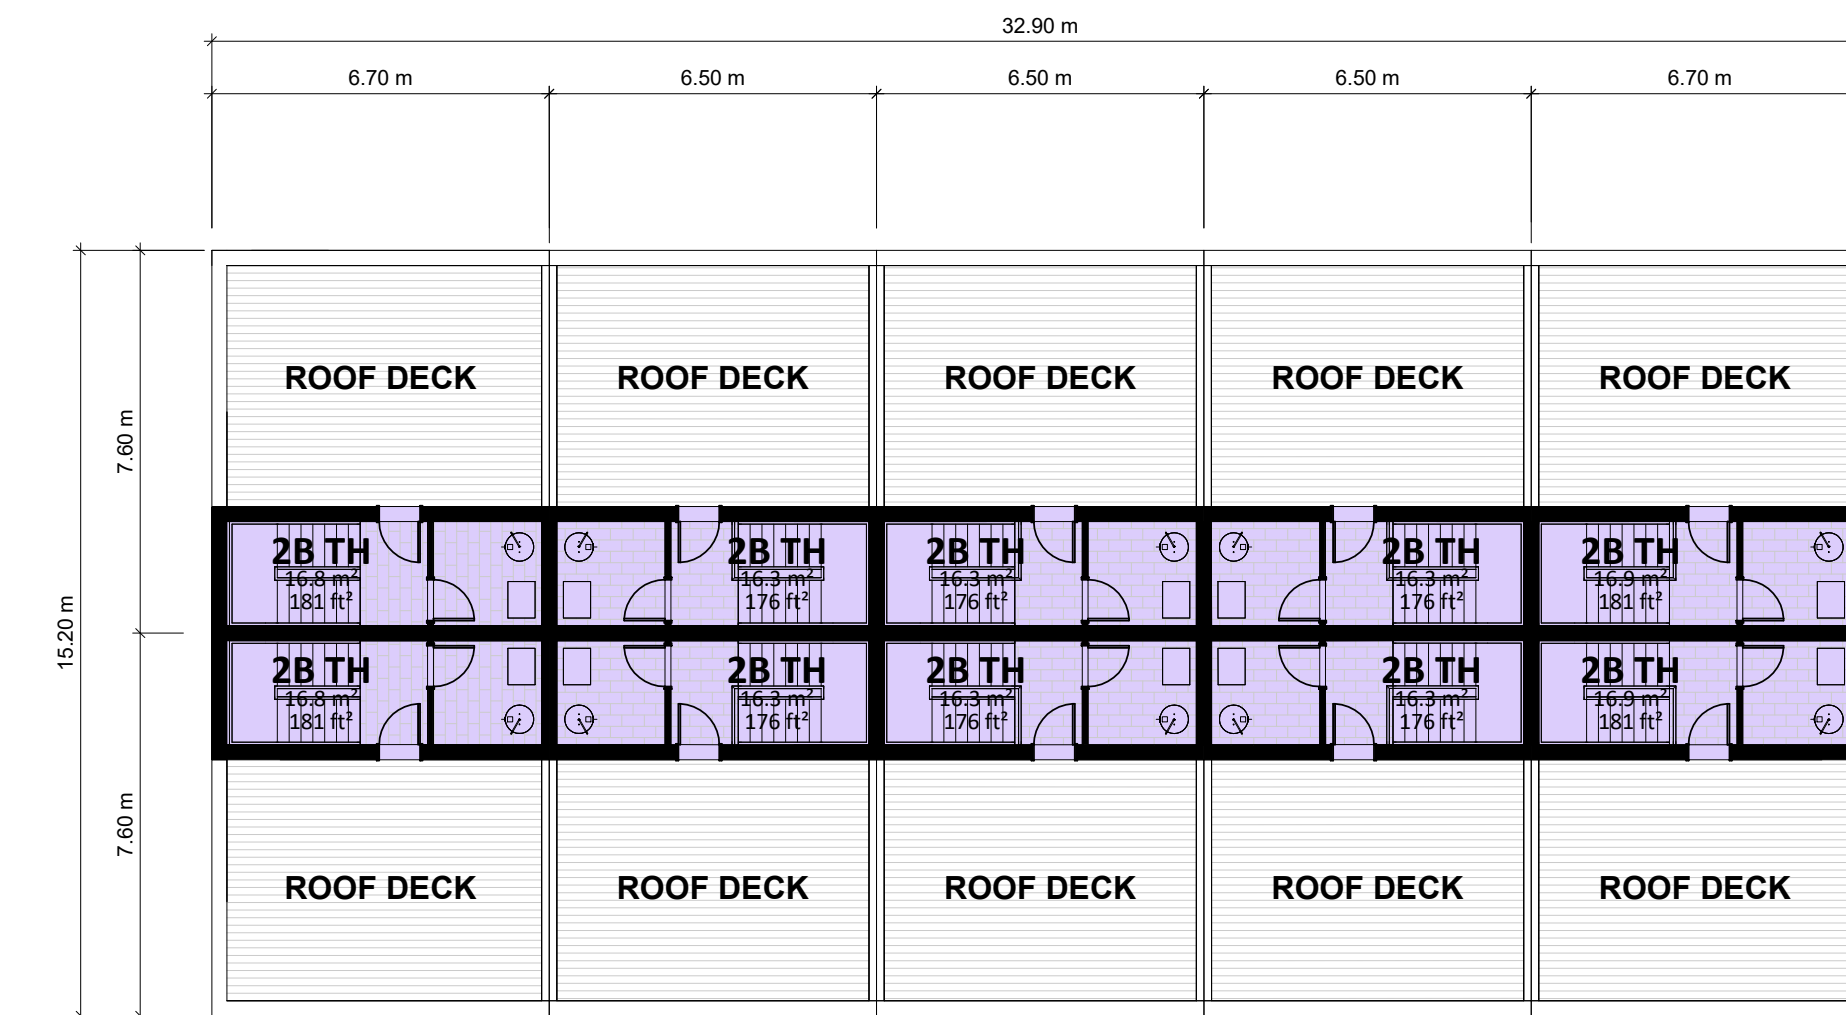 32.90 m
6.70 m 6.50 m 6.50 m 6.50 m 6.70 m
ROOF DECK ROOF DECK ROOF DECK ROOF DECK ROOF DECK
7.60 m
15.20 m
2B TH 2B TH 2B TH 2B TH 2B TH
16.8 m² 16.3 m² 16.3 m² 16.3 m² 16.9 m²
181 ft² 176 ft² 176 ft² 176 ft² 181 ft²
2B TH 2B TH 2B TH 2B TH 2B TH
16.8 m² 16.3 m² 16.3 m² 16.3 m² 16.9 m²
181 ft² 176 ft² 176 ft² 176 ft² 181 ft²
7.60 m
ROOF DECK ROOF DECK ROOF DECK ROOF DECK ROOF DECK